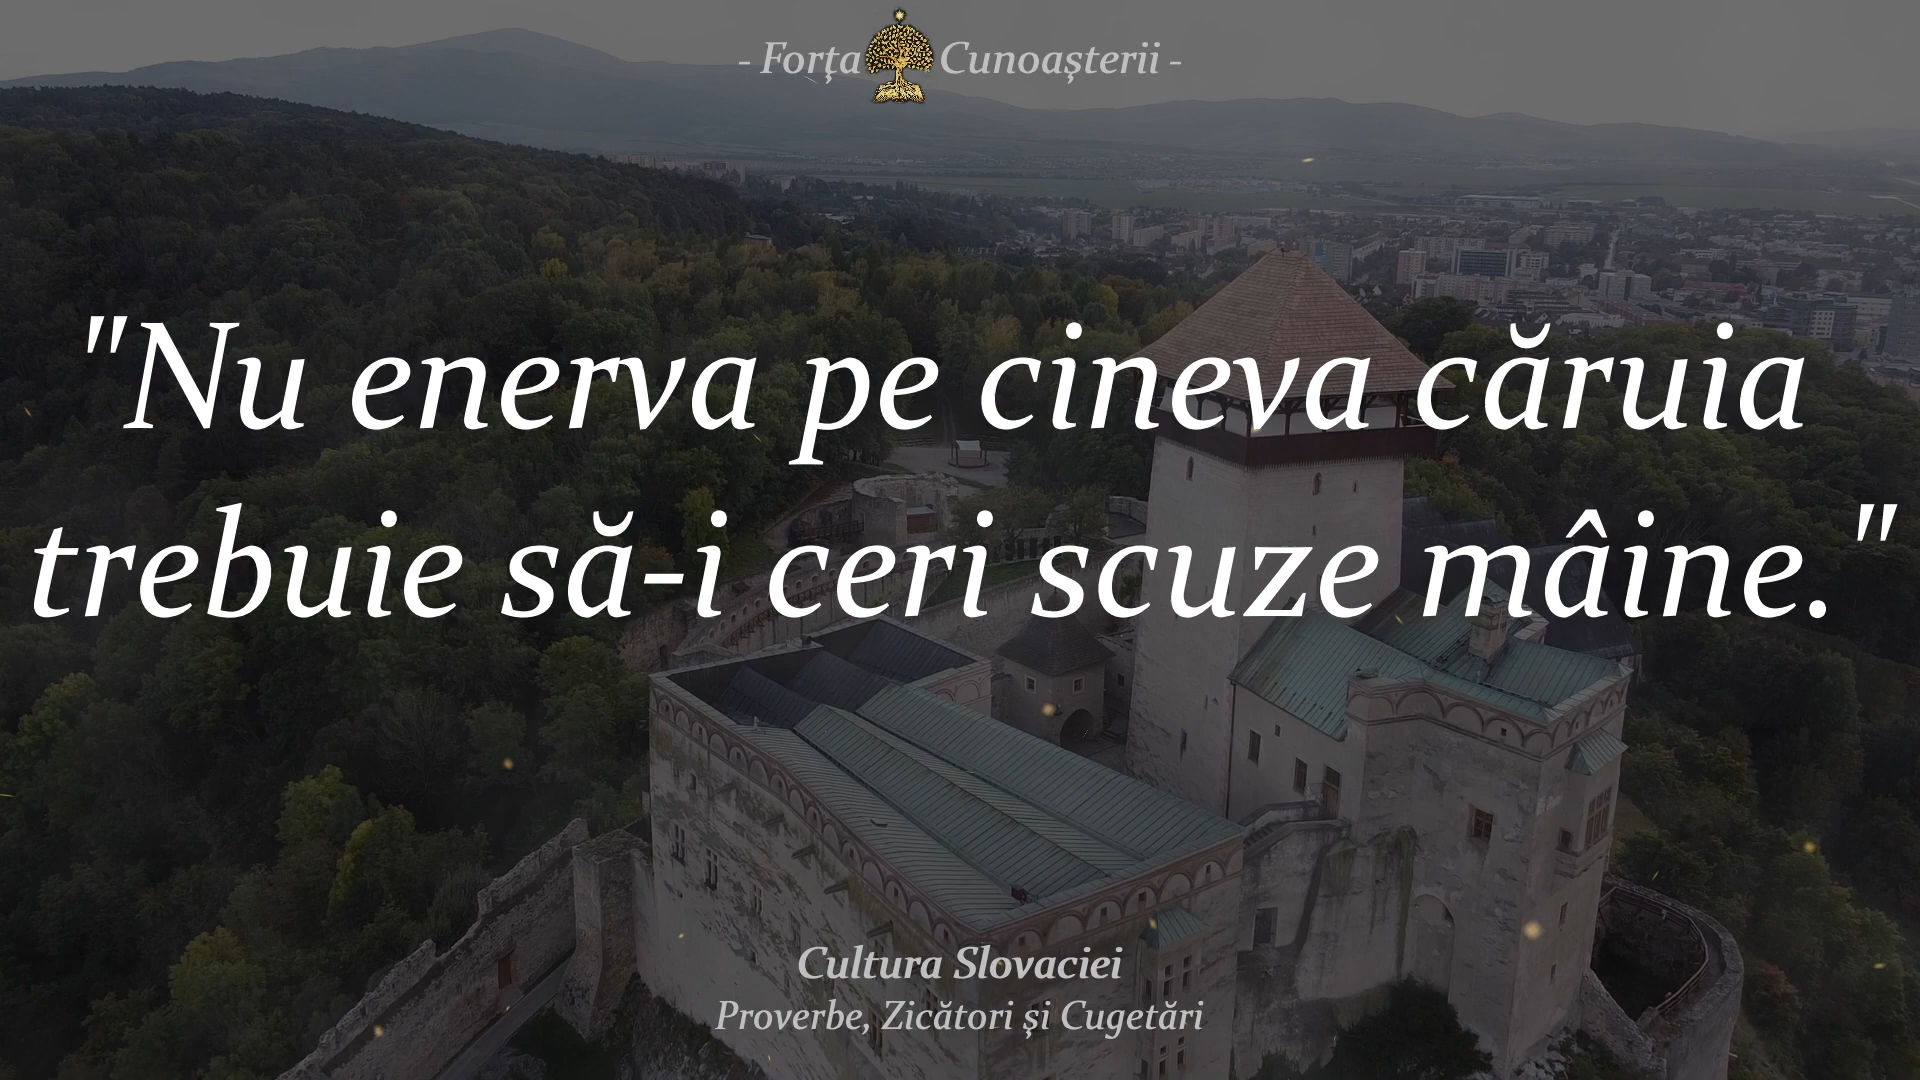 - Forța Cunoașterii -
"Nu enerva pe cineva căruia
trebuie să-i ceri scuze mâine."
Cultura Slovaciei
Proverbe, Zicători și Cugetări